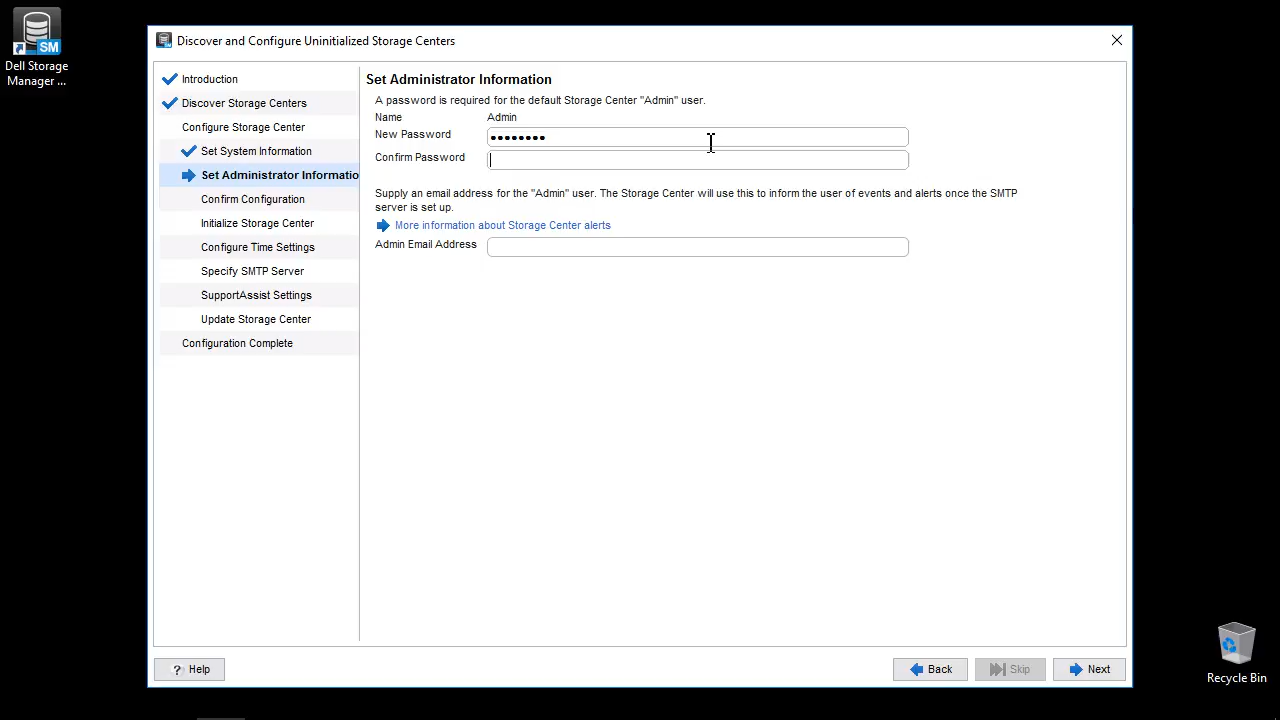 SM
Dell Storage
Manager ...
Discover and Configure Uninitialized Storage Centers
Introduction
Discover Storage Centers
Configure Storage Center
Set System Information
Set Administrator Informatio
Confirm Configuration
Initialize Storage Center
Configure Time Settings
Specify SMTP Server
SupportAssist Settings
Update Storage Center
Configuration Complete
Set Administrator Information
A password is required for the default Storage Center "Admin" user.
Name Admin
New Password ••••••••
Confirm Password
Supply an email address for the "Admin" user. The Storage Center will use this to inform the user of events and alerts once the SMTP
server is set up.
More information about Storage Center alerts
Admin Email Address
? Help
Back
Skip
Next
Recycle Bin